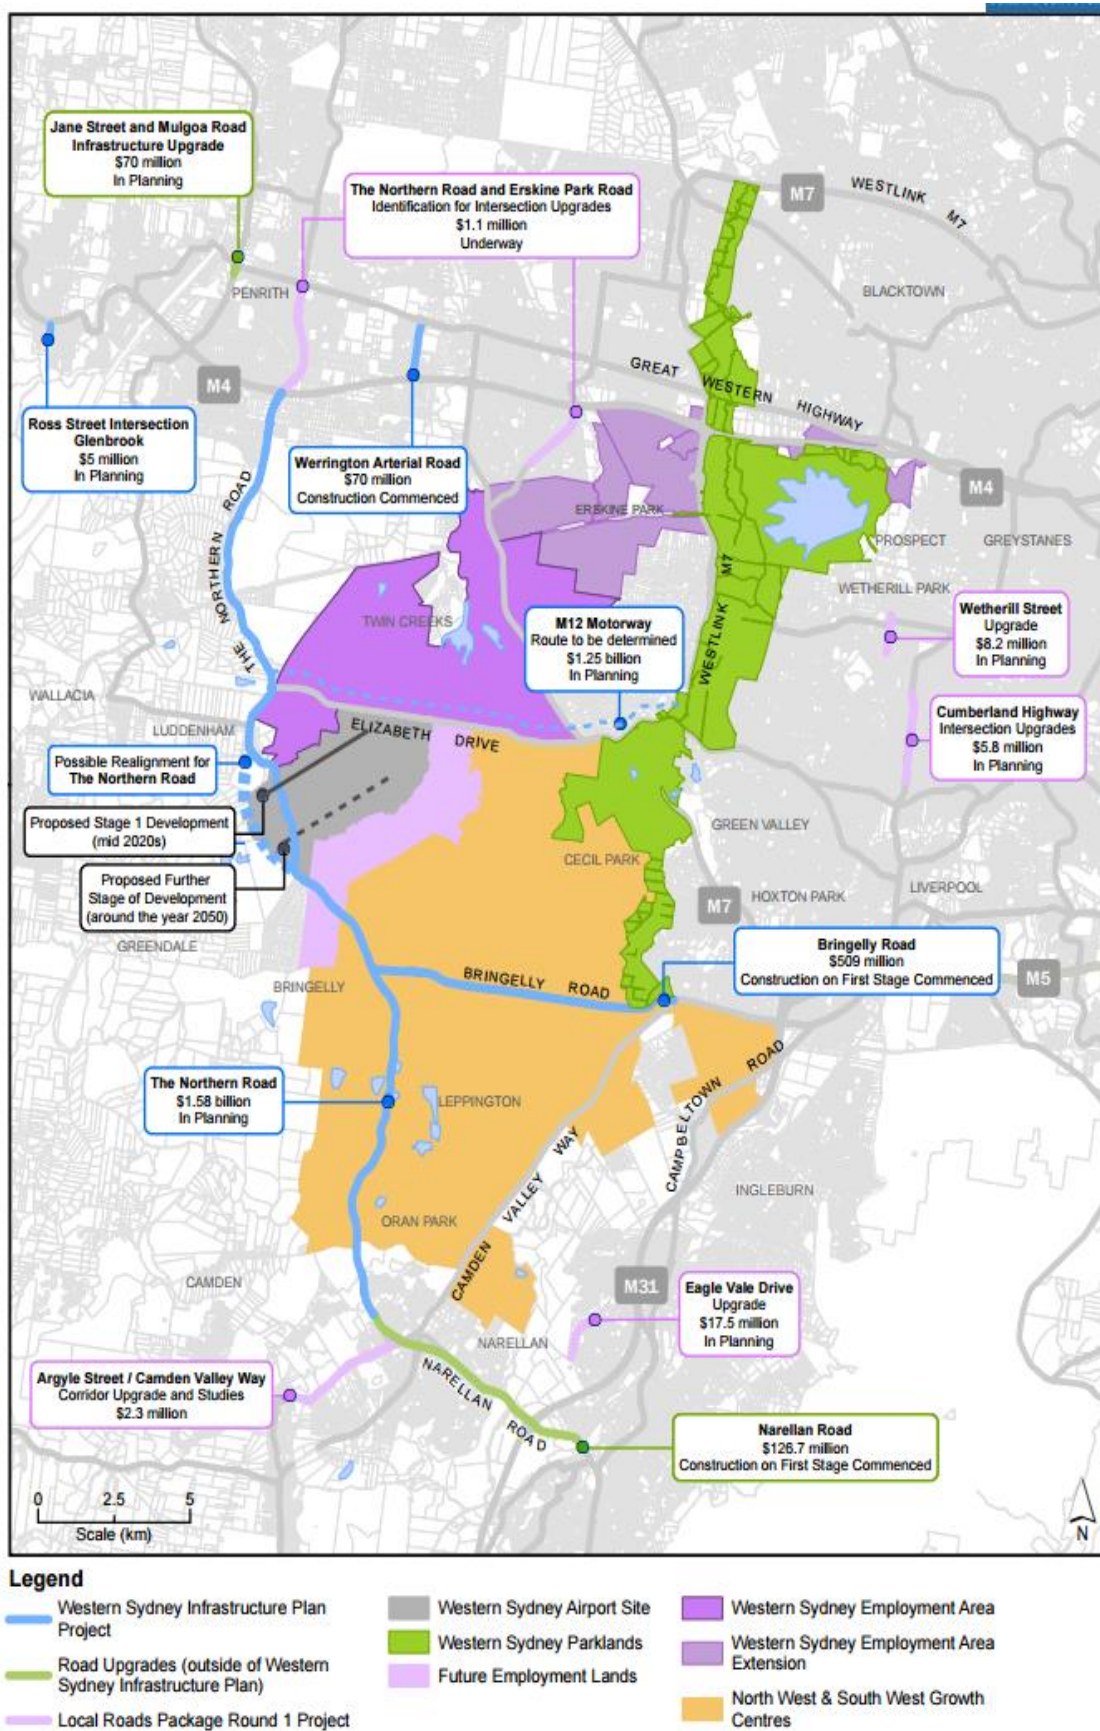 Jane Street and Mulgoa Road
Infrastructure Upgrade
$70 million
In Planning
The Northern Road and Erskine Park Road
Identification for Intersection Upgrades
$1.1 million
Underway
M7
WESTLINK M7
PENRITH
BLACKTOWN
GREAT WESTERN HIGHWAY
M4
Ross Street Intersection
Glenbrook
$5 million
In Planning
Werrington Arterial Road
$70 million
Construction Commenced
THE NORTHERN ROAD
M4
ERSKINE PARK
PROSPECT
GREYSTANES
WETHERILL PARK
TWIN CREEKS
M12 Motorway
Route to be determined
$1.25 billion
In Planning
WESTLINK M7
Wetherill Street
Upgrade
$8.2 million
In Planning
WALLACIA
LUDDENHAM
ELIZABETH DRIVE
Cumberland Highway
Intersection Upgrades
$5.8 million
In Planning
Possible Realignment for
The Northern Road
Proposed Stage 1 Development
(mid 2020s)
GREEN VALLEY
CECIL PARK
Proposed Further
Stage of Development
(around the year 2050)
HOXTON PARK
LIVERPOOL
M7
GREENDALE
Bringelly Road
$509 million
Construction on First Stage Commenced
M5
BRINGELLY
BRINGELLY ROAD
The Northern Road
$1.58 billion
In Planning
LEPPINGTON
CAMPBELTOWN ROAD
CAMDEN VALLEY WAY
INGLEBURN
ORAN PARK
CAMDEN
M31
Eagle Vale Drive
Upgrade
$17.5 million
In Planning
NARELLAN
Argyle Street / Camden Valley Way
Corridor Upgrade and Studies
$2.3 million
NARELLAN ROAD
Narellan Road
$126.7 million
Construction on First Stage Commenced
0 2.5 5
Scale (km)
N
Legend
Western Sydney Infrastructure Plan
Project
Road Upgrades (outside of Western
Sydney Infrastructure Plan)
Local Roads Package Round 1 Project
Western Sydney Airport Site
Western Sydney Parklands
Future Employment Lands
Western Sydney Employment Area
Western Sydney Employment Area
Extension
North West & South West Growth
Centres